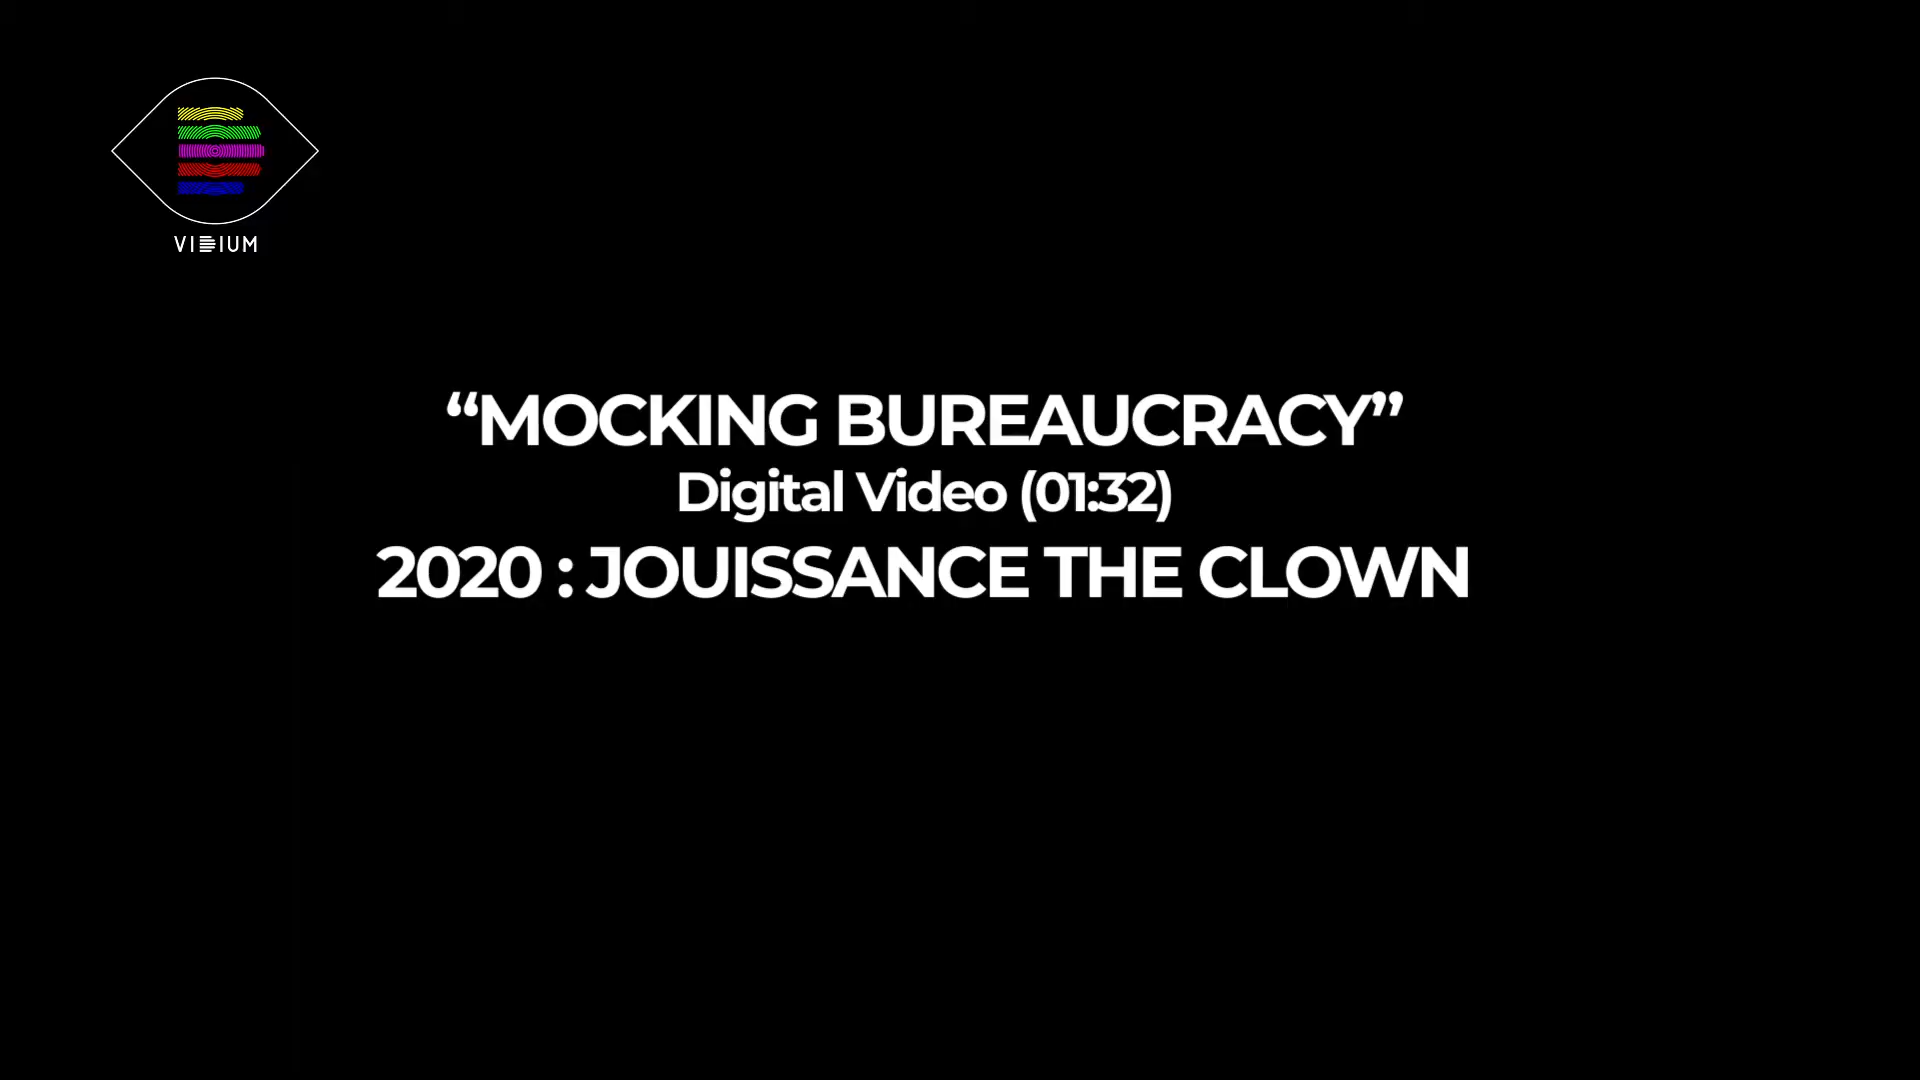 VIDIUM
“MOCKING BUREAUCRACY”
Digital Video (01:32)
2020 : JOUISSANCE THE CLOWN